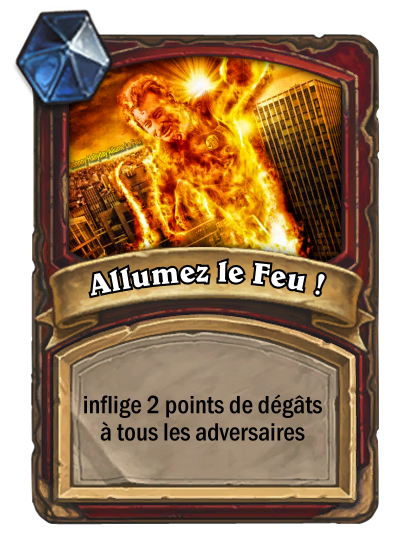 Allumez le Feu !
inflige 2 points de dégâts
à tous les adversaires